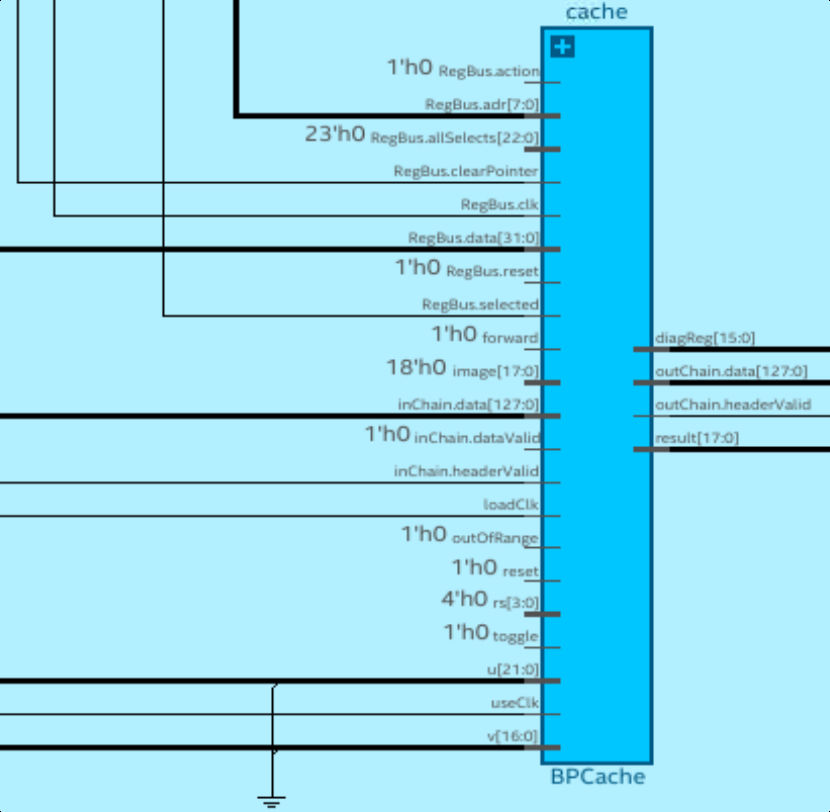 cache
1'h0 RegBus.action
RegBus.adr[7:0]
23'h0 RegBus.allSelects[22:0]
RegBus.clearPointer
RegBus.clk
RegBus.data[31:0]
1'h0 RegBus.reset
RegBus.selected
1'h0 forward
diagReg[15:0]
18'h0 image[17:0]
outChain.data[127:0]
inChain.data[127:0]
outChain.headerValid
1'h0 inChain.dataValid
result[17:0]
inChain.headerValid
loadClk
1'h0 outOfRange
1'h0 reset
4'h0 rs[3:0]
1'h0 toggle
u[21:0]
useClk
v[16:0]
BPCache